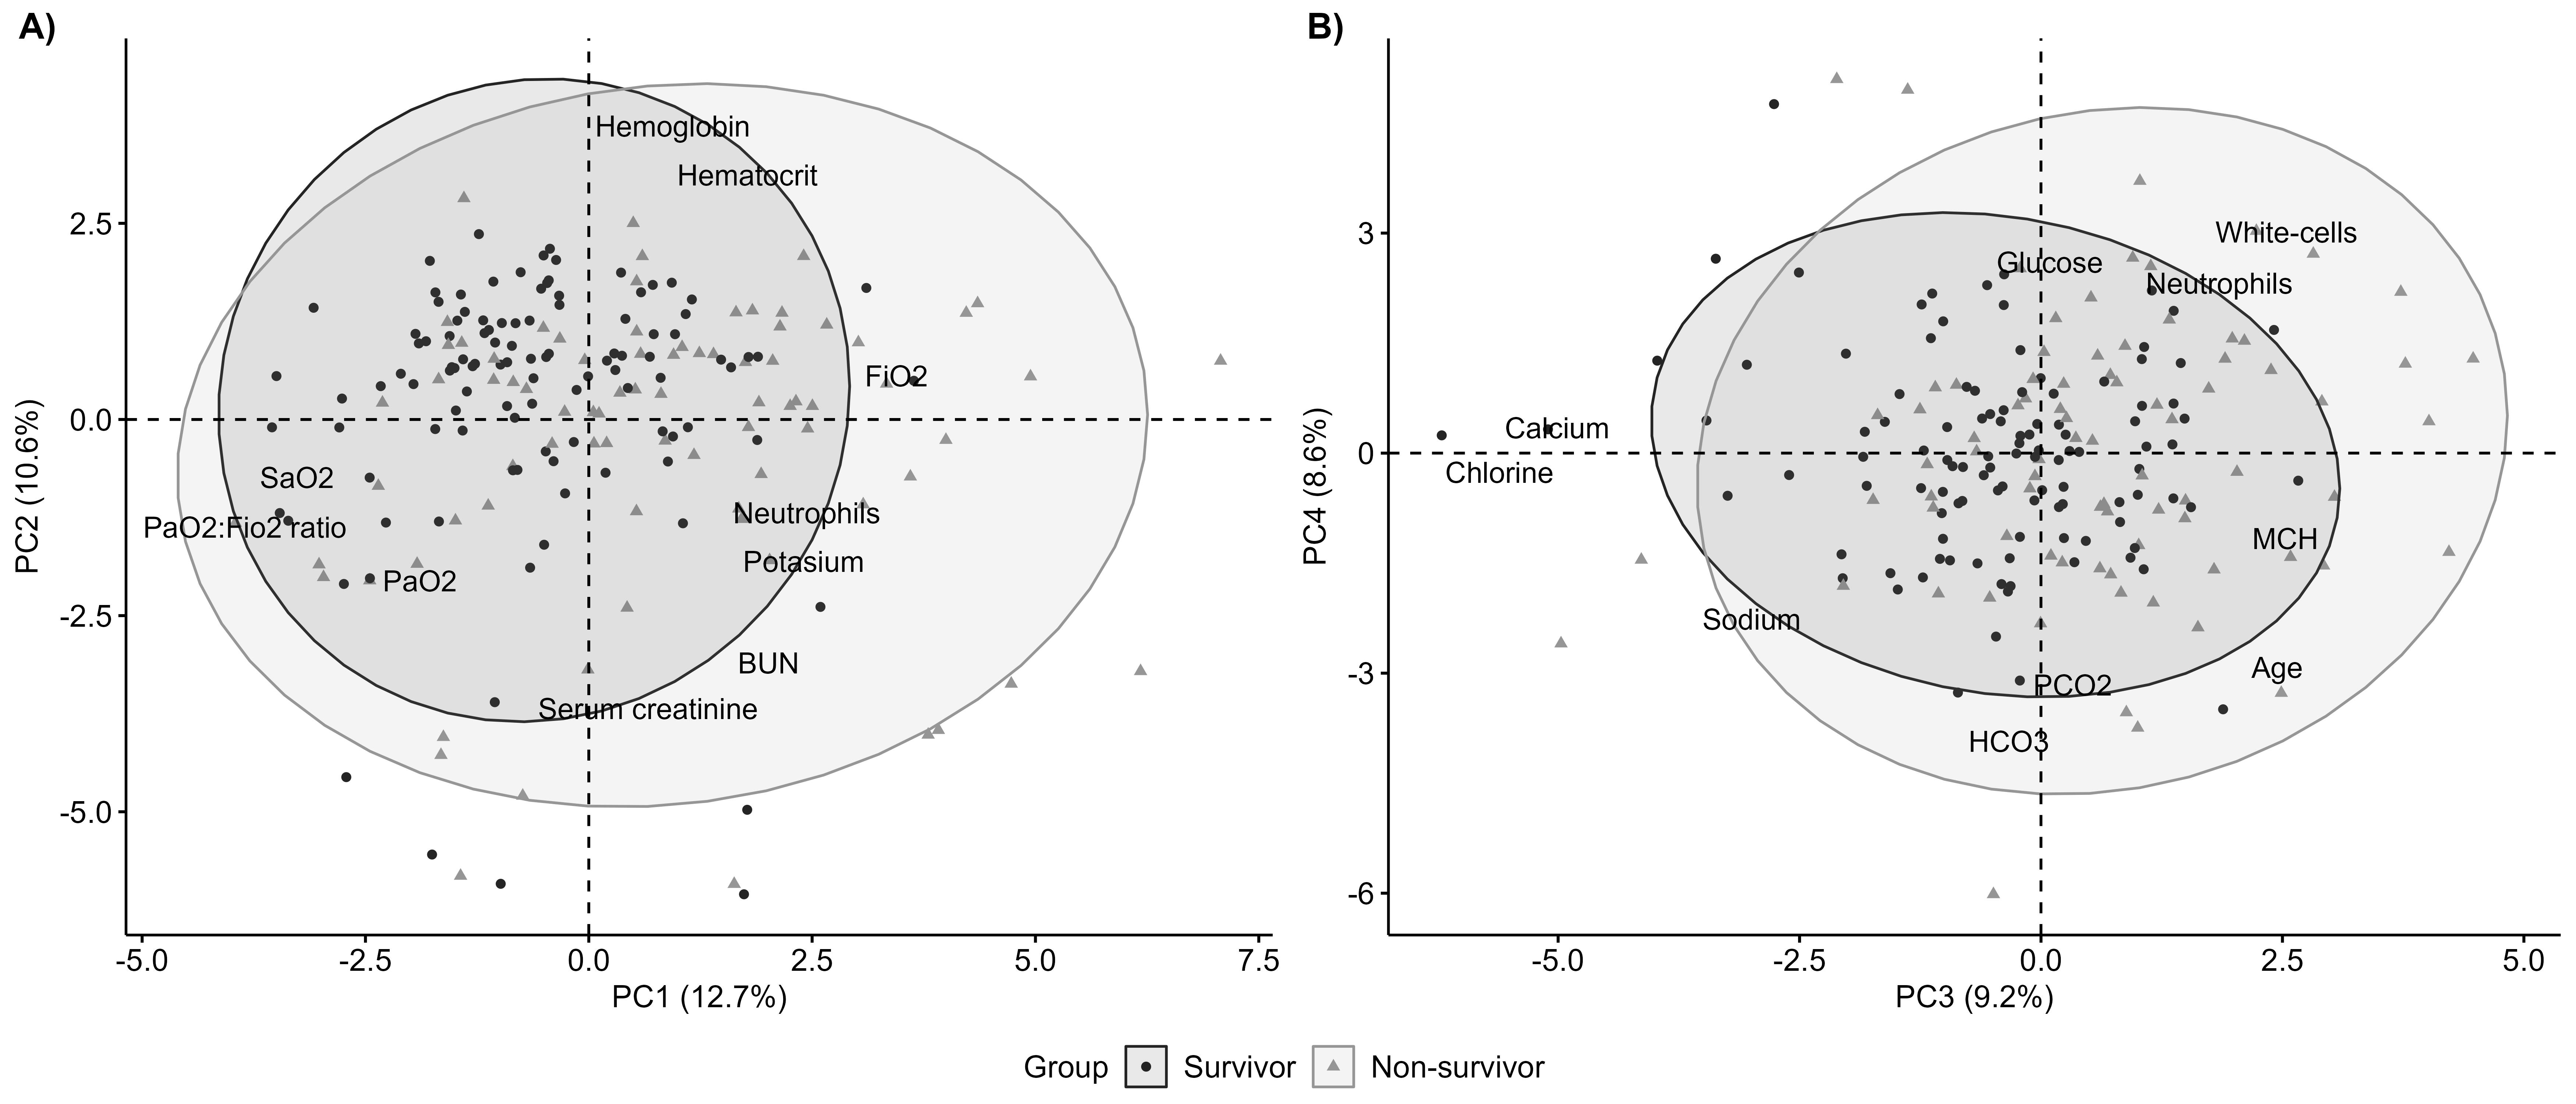 A)
PC2 (10.6%)
2.5
0.0
-2.5
-5.0
Hemoglobin
Hematocrit
FiO2
SaO2
PaO2:Fio2 ratio
PaO2
Neutrophils
Potasium
BUN
Serum creatinine
-5.0 -2.5 0.0 2.5 5.0 7.5
PC1 (12.7%)
B)
PC4 (8.6%)
3
0
-3
-6
White-cells
Glucose
Neutrophils
Calcium
Chlorine
MCH
Sodium
Age
PCO2
HCO3
-5.0 -2.5 0.0 2.5 5.0
PC3 (9.2%)
Group Survivor Non-survivor